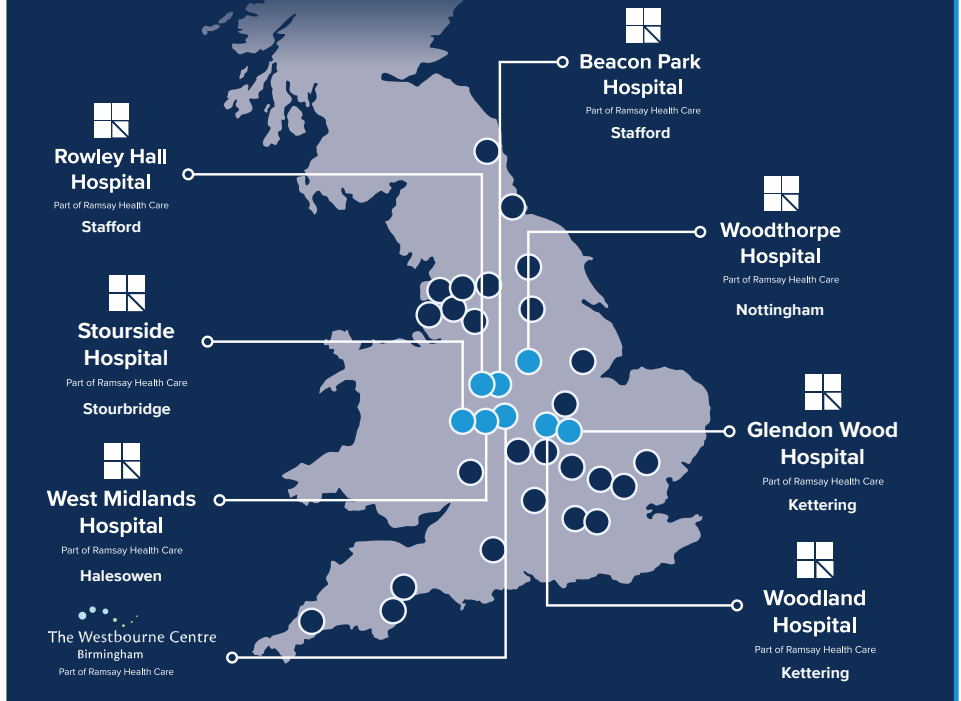 Beacon Park
Hospital
Part of Ramsay Health Care
Stafford
Rowley Hall
Hospital
Part of Ramsay Health Care
Stafford
Woodthorpe
Hospital
Part of Ramsay Health Care
Nottingham
Stourside
Hospital
Part of Ramsay Health Care
Stourbridge
Glendon Wood
Hospital
Part of Ramsay Health Care
Kettering
West Midlands
Hospital
Part of Ramsay Health Care
Halesowen
Woodland
Hospital
Part of Ramsay Health Care
Kettering
The Westbourne Centre
Birmingham
Part of Ramsay Health Care